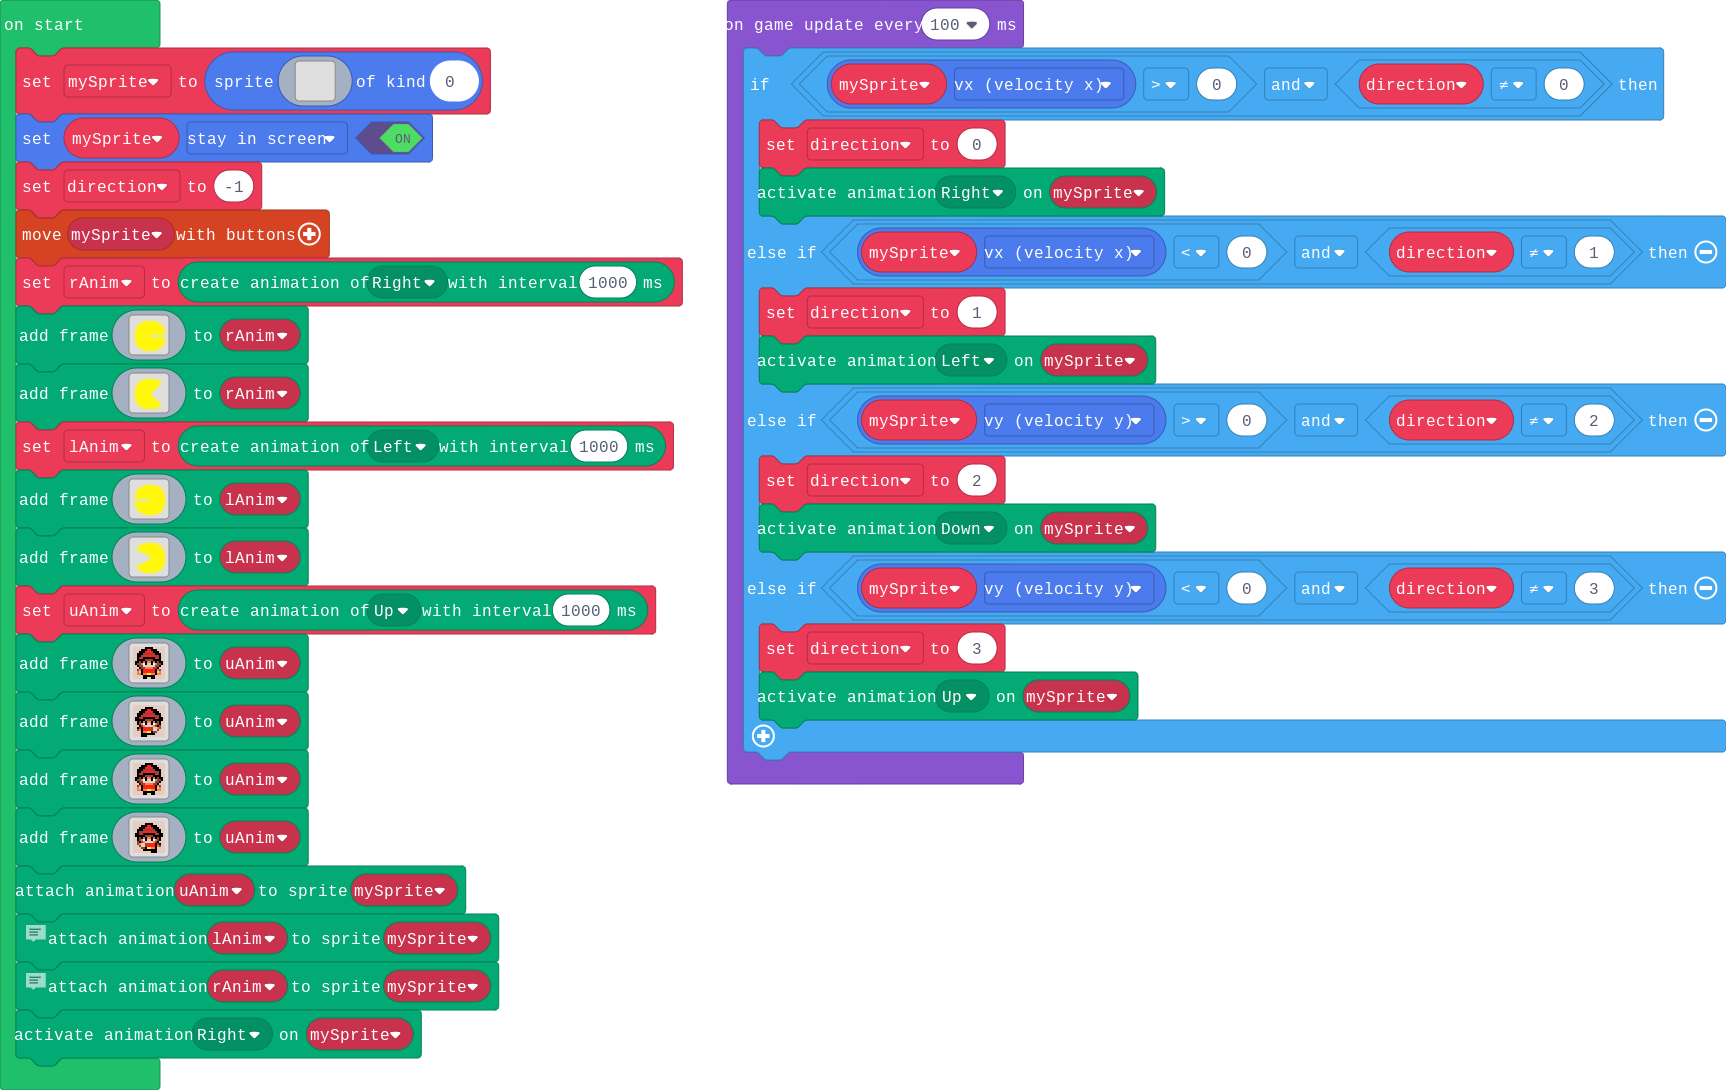 on start
set mySprite to sprite of kind 0
set mySprite stay in screen ON
set direction to -1
move mySprite with buttons
set rAnim to create animation of Right with interval 1000 ms
add frame to rAnim
add frame to rAnim
set lAnim to create animation of Left with interval 1000 ms
add frame to lAnim
add frame to lAnim
set uAnim to create animation of Up with interval 1000 ms
add frame to uAnim
add frame to uAnim
add frame to uAnim
add frame to uAnim
attach animation uAnim to sprite mySprite
attach animation lAnim to sprite mySprite
attach animation rAnim to sprite mySprite
activate animation Right on mySprite
on game update every 100 ms
if mySprite vx (velocity x) > 0 and direction ≠ 0 then
set direction to 0
activate animation Right on mySprite
else if mySprite vx (velocity x) < 0 and direction ≠ 1 then
set direction to 1
activate animation Left on mySprite
else if mySprite vy (velocity y) > 0 and direction ≠ 2 then
set direction to 2
activate animation Down on mySprite
else if mySprite vy (velocity y) < 0 and direction ≠ 3 then
set direction to 3
activate animation Up on mySprite